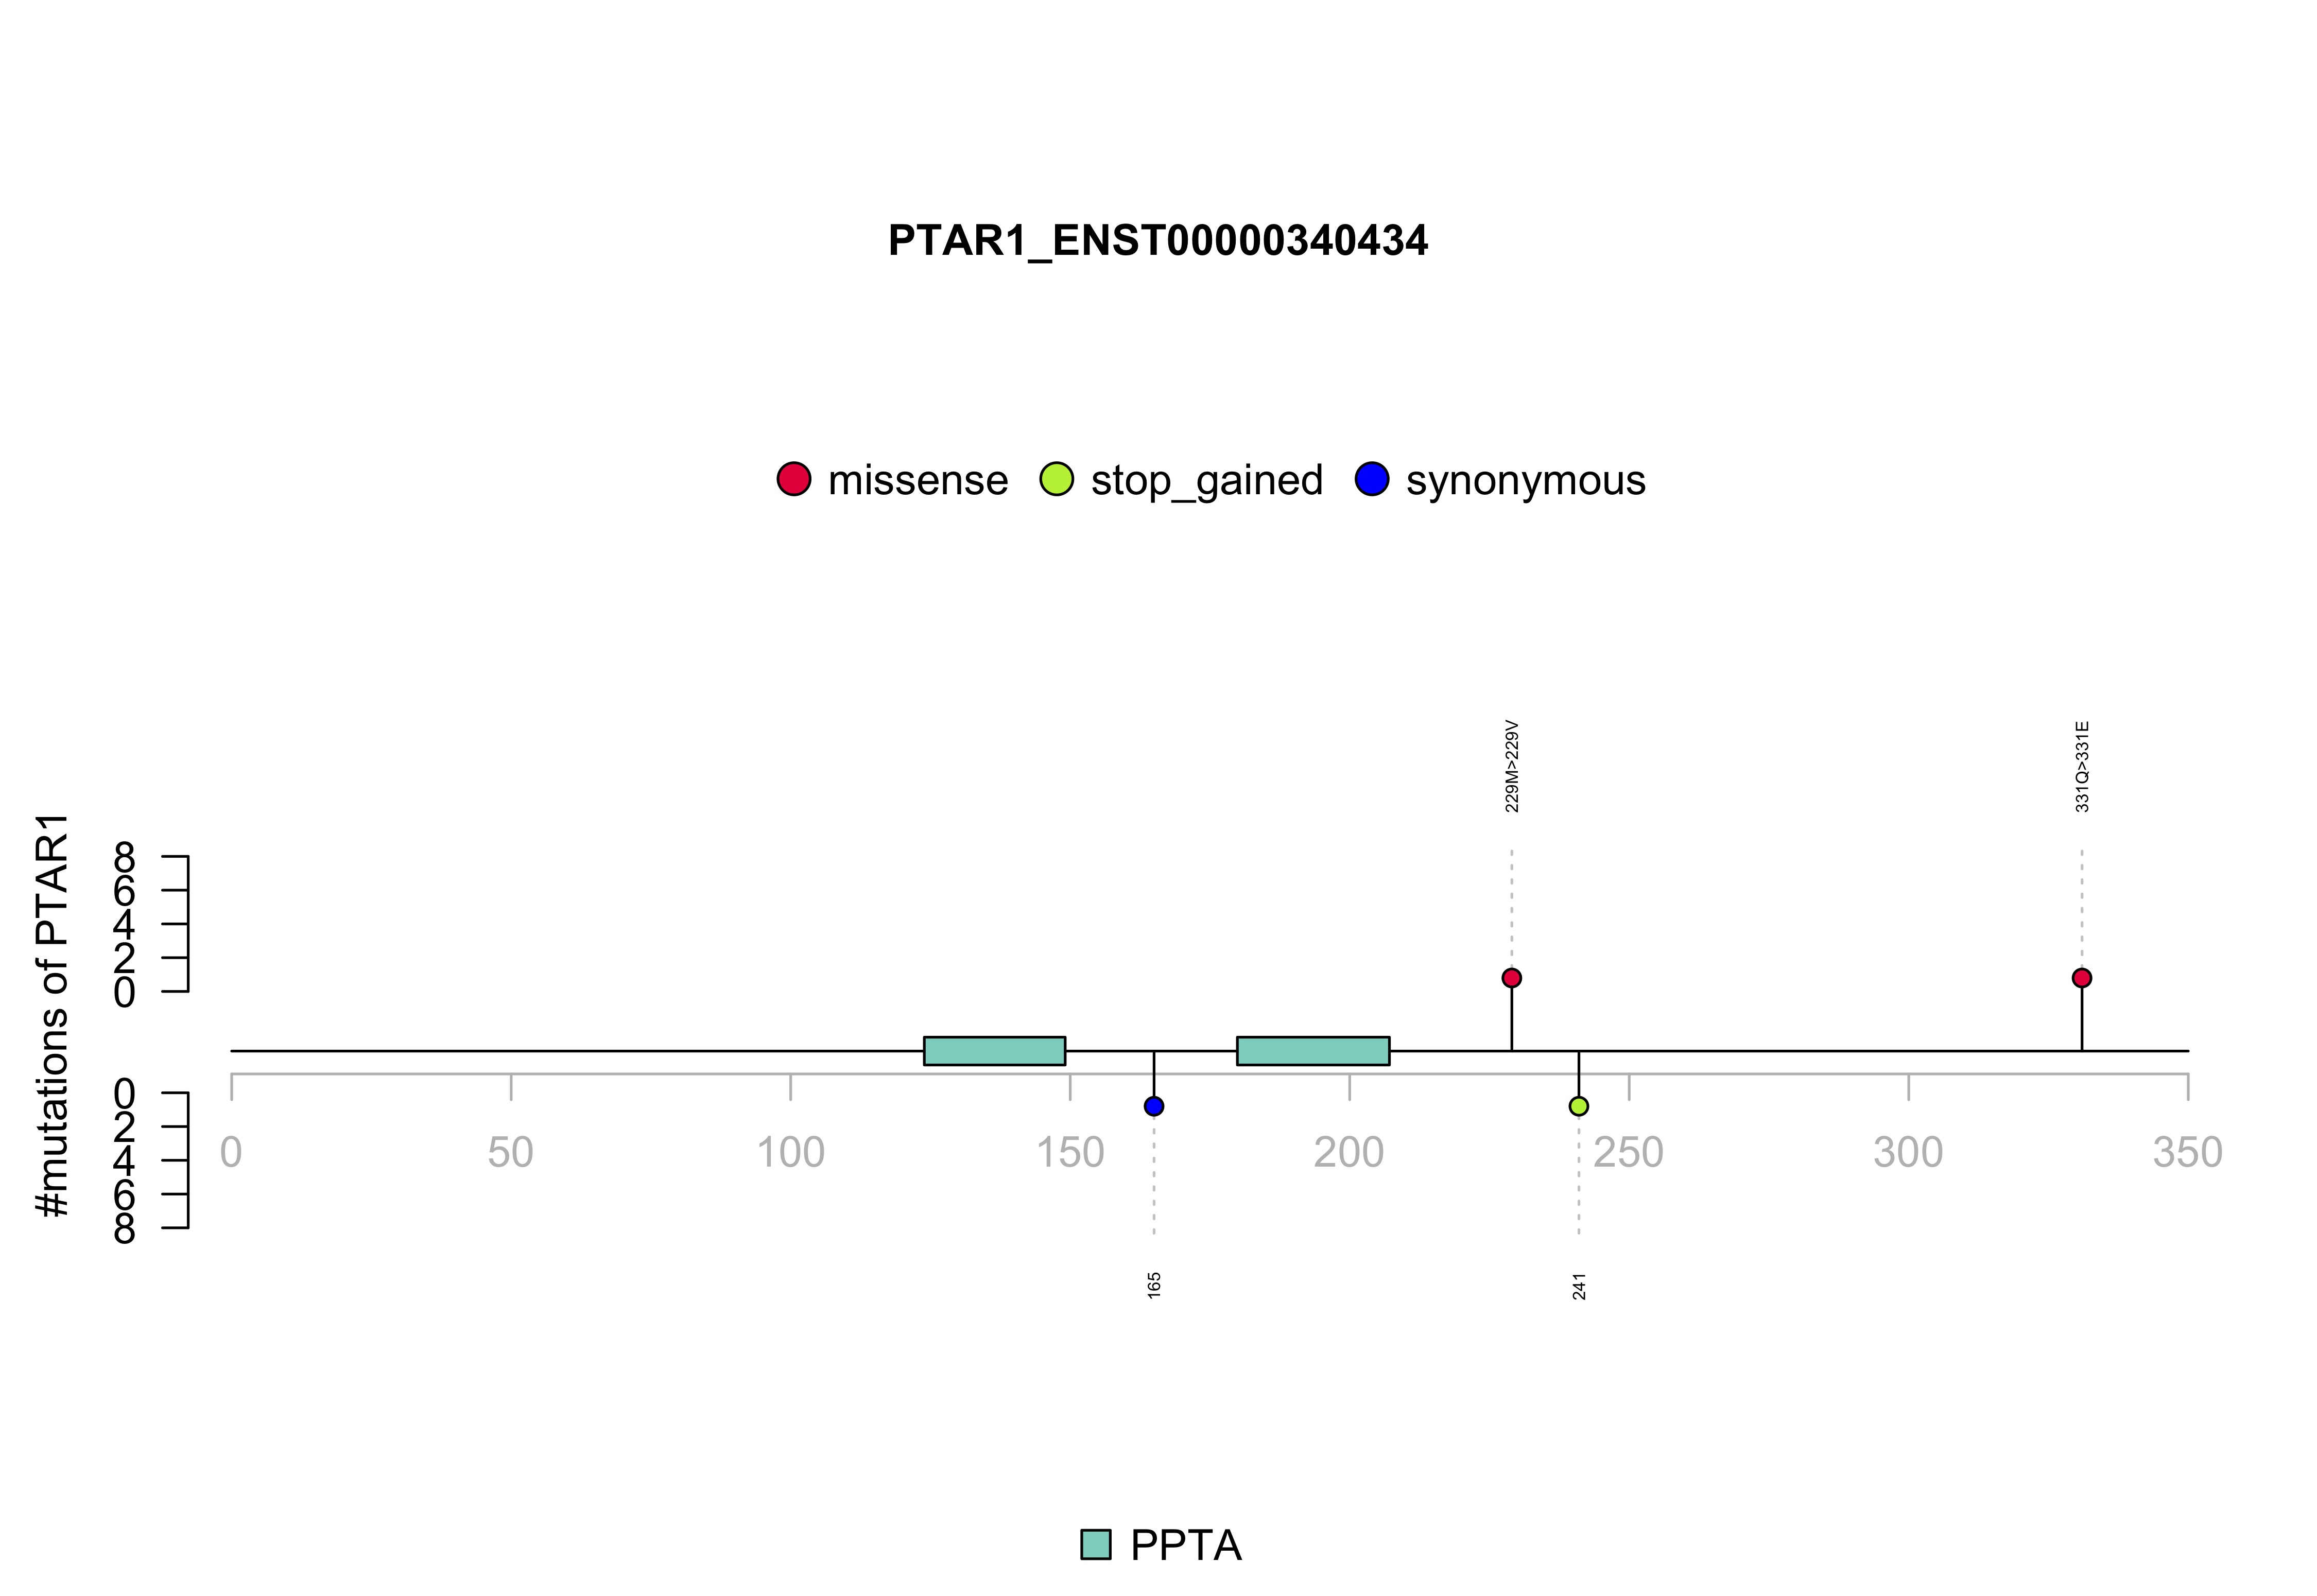 PTAR1_ENST00000340434
missense stop_gained synonymous
229M>229V
331Q>331E
#mutations of PTAR1
8
6
4
2
0
0
2
4
6
8
0 50 100 150 200 250 300 350
165
241
PPTA